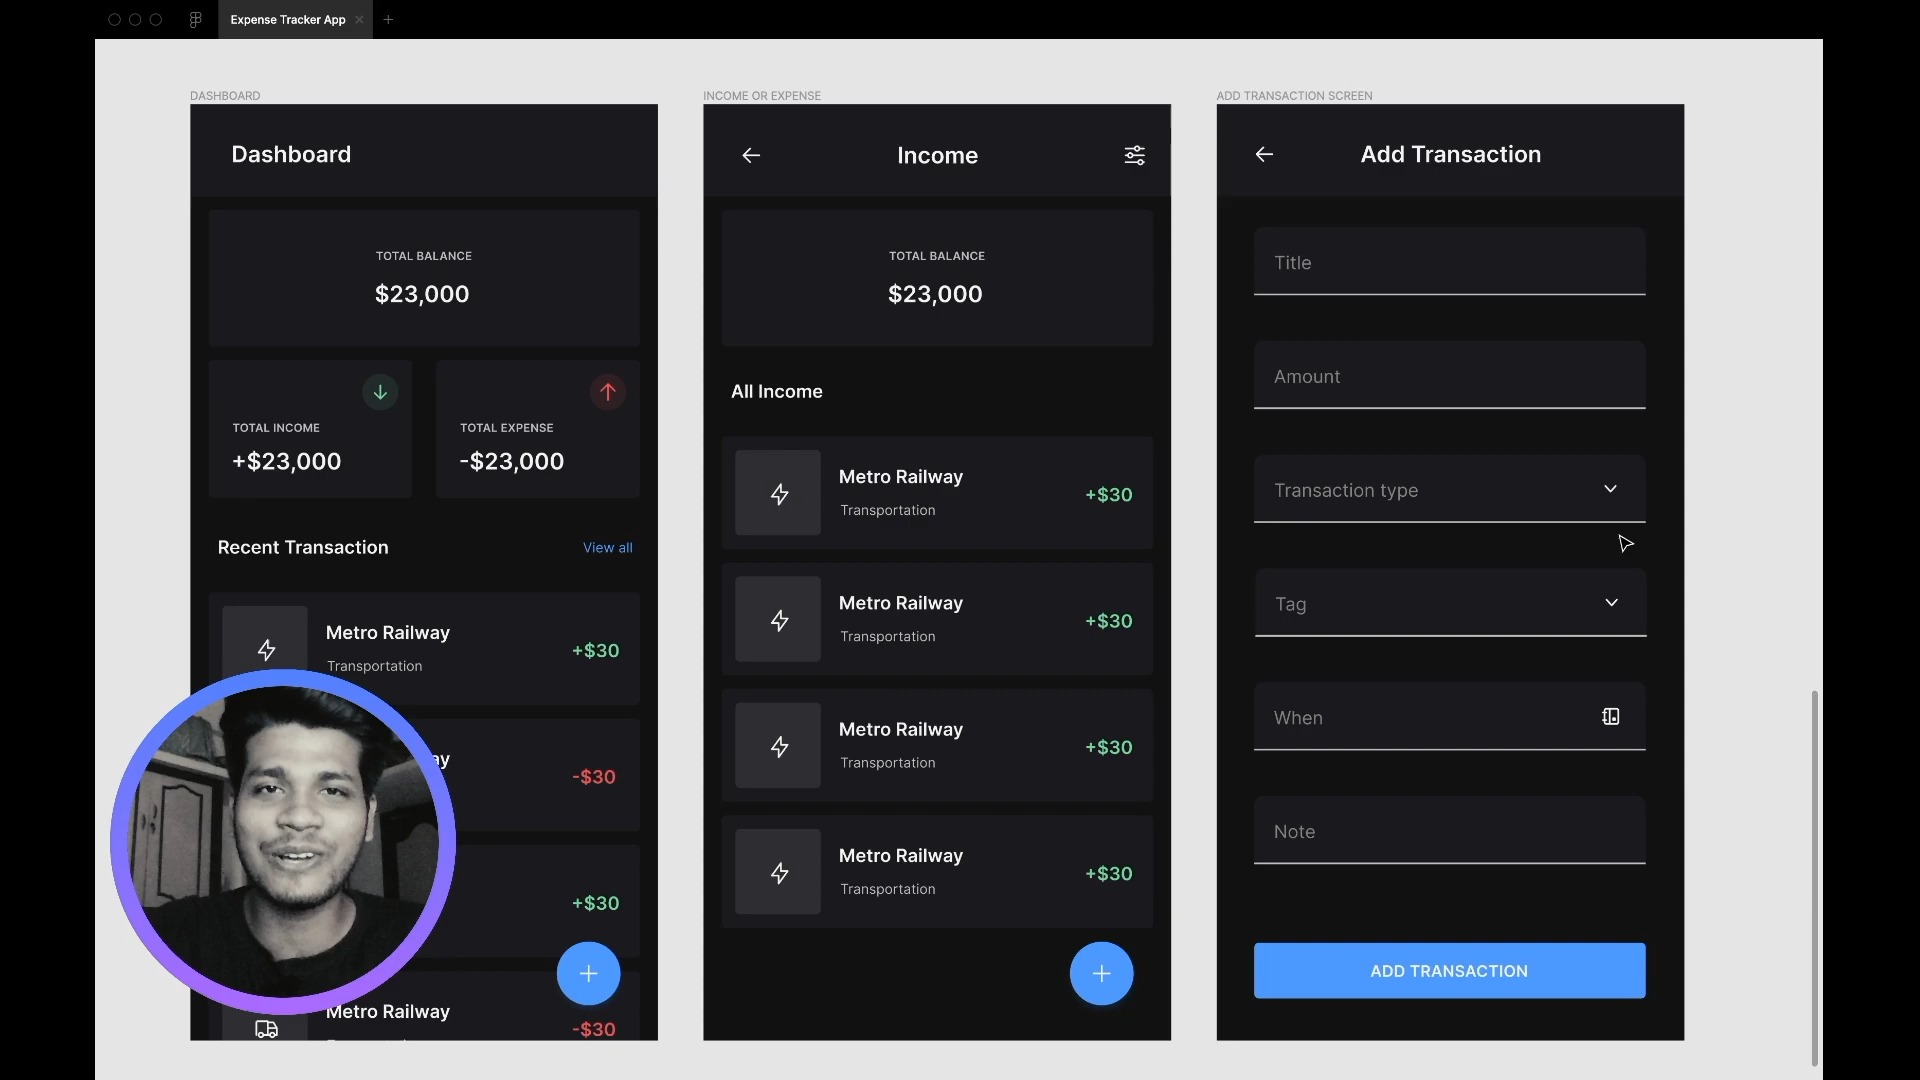 Expense Tracker App
DASHBOARD
Dashboard
TOTAL BALANCE
$23,000
TOTAL INCOME
+$23,000
TOTAL EXPENSE
-$23,000
Recent Transaction
View all
Metro Railway
Transportation
+$30
ay
-$30
+$30
Metro Railway
-$30
INCOME OR EXPENSE
Income
TOTAL BALANCE
$23,000
All Income
Metro Railway
Transportation
+$30
Metro Railway
Transportation
+$30
Metro Railway
Transportation
+$30
Metro Railway
Transportation
+$30
ADD TRANSACTION SCREEN
Add Transaction
Title
Amount
Transaction type
Tag
When
Note
ADD TRANSACTION